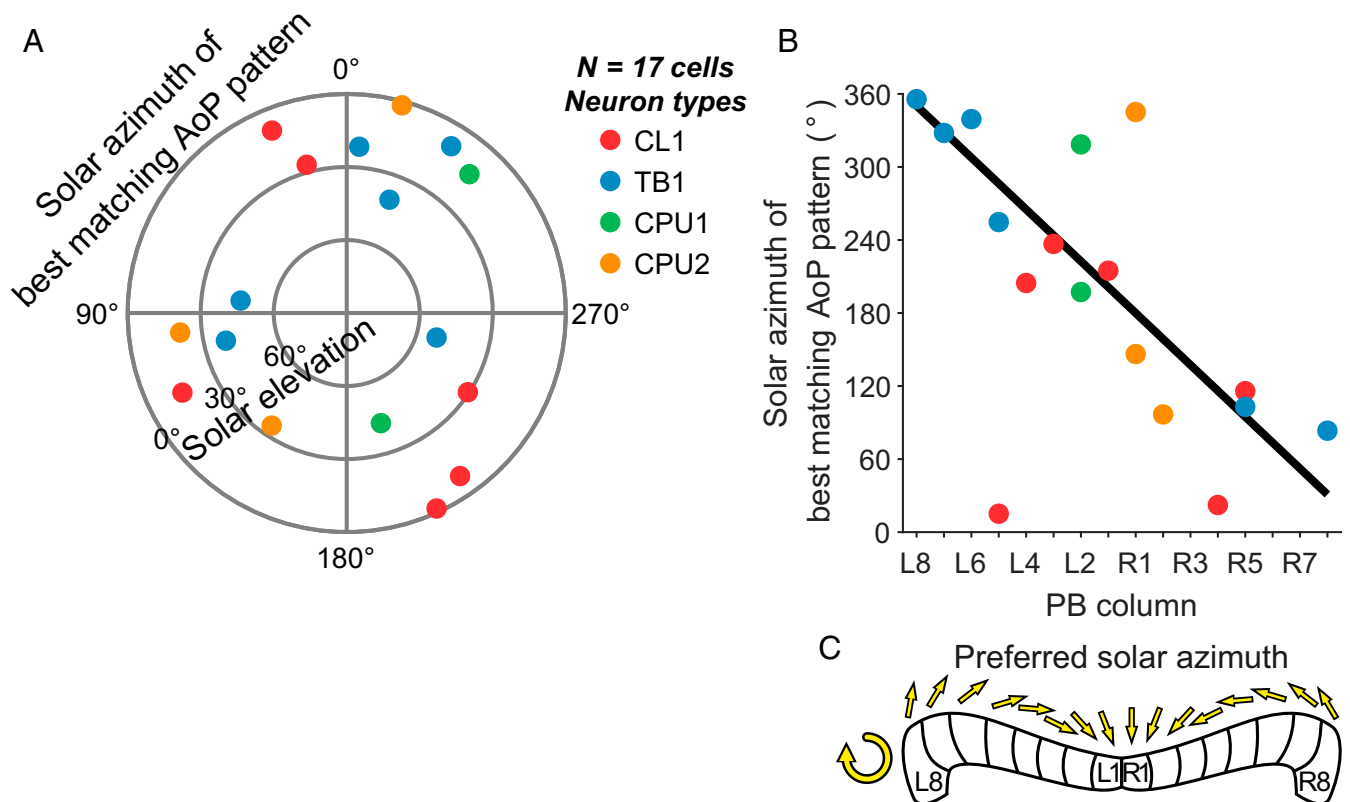 A
Solar azimuth of
best matching AoP pattern
0°
90°
270°
180°
60°
30°
0°
Solar elevation
N = 17 cells
Neuron types
CL1
TB1
CPU1
CPU2
B
Solar azimuth of
best matching AoP pattern (°)
360
300
240
180
120
60
0
L8 L6 L4 L2 R1 R3 R5 R7
PB column
C
Preferred solar azimuth
L8 L1 R1 R8